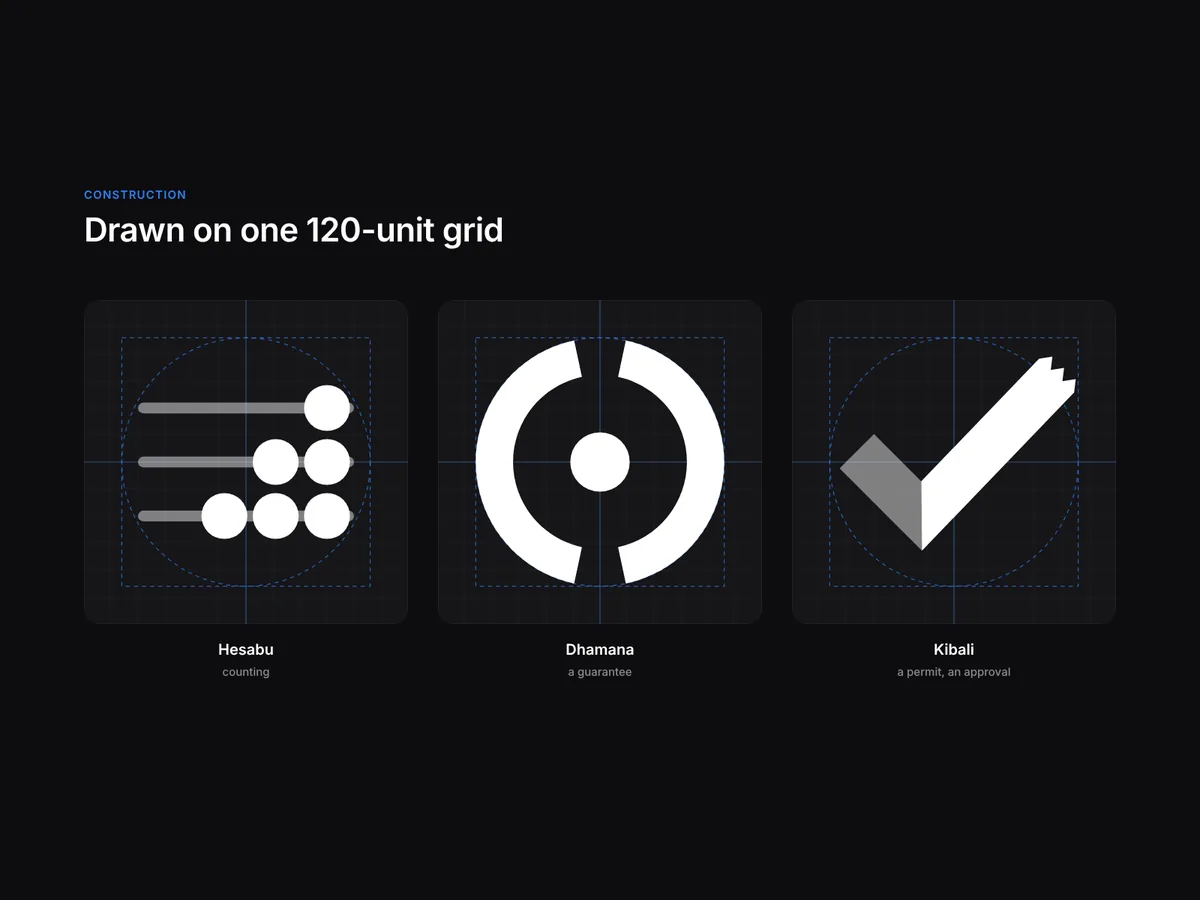 CONSTRUCTION
Drawn on one 120-unit grid
Hesabu
counting
Dhamana
a guarantee
Kibali
a permit, an approval